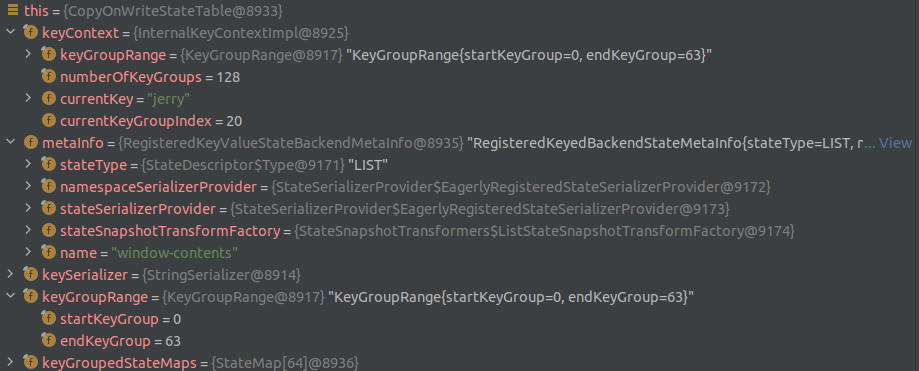 this = {CopyOnWriteStateTable@8933}
keyContext = {InternalKeyContextImpl@8925}
keyGroupRange = {KeyGroupRange@8917} "KeyGroupRange{startKeyGroup=0, endKeyGroup=63}"
numberOfKeyGroups = 128
currentKey = "jerry"
currentKeyGroupIndex = 20
metaInfo = {RegisteredKeyValueStateBackendMetaInfo@8935} "RegisteredKeyedBackendStateMetaInfo{stateType=LIST, r... View
stateType = {StateDescriptor$Type@9171} "LIST"
namespaceSerializerProvider = {StateSerializerProvider$EagerlyRegisteredStateSerializerProvider@9172}
stateSerializerProvider = {StateSerializerProvider$EagerlyRegisteredStateSerializerProvider@9173}
stateSnapshotTransformFactory = {StateSnapshotTransformers$ListStateSnapshotTransformFactory@9174}
name = "window-contents"
keySerializer = {StringSerializer@8914}
keyGroupRange = {KeyGroupRange@8917} "KeyGroupRange{startKeyGroup=0, endKeyGroup=63}"
startKeyGroup = 0
endKeyGroup = 63
keyGroupedStateMaps = {StateMap[64]@8936}